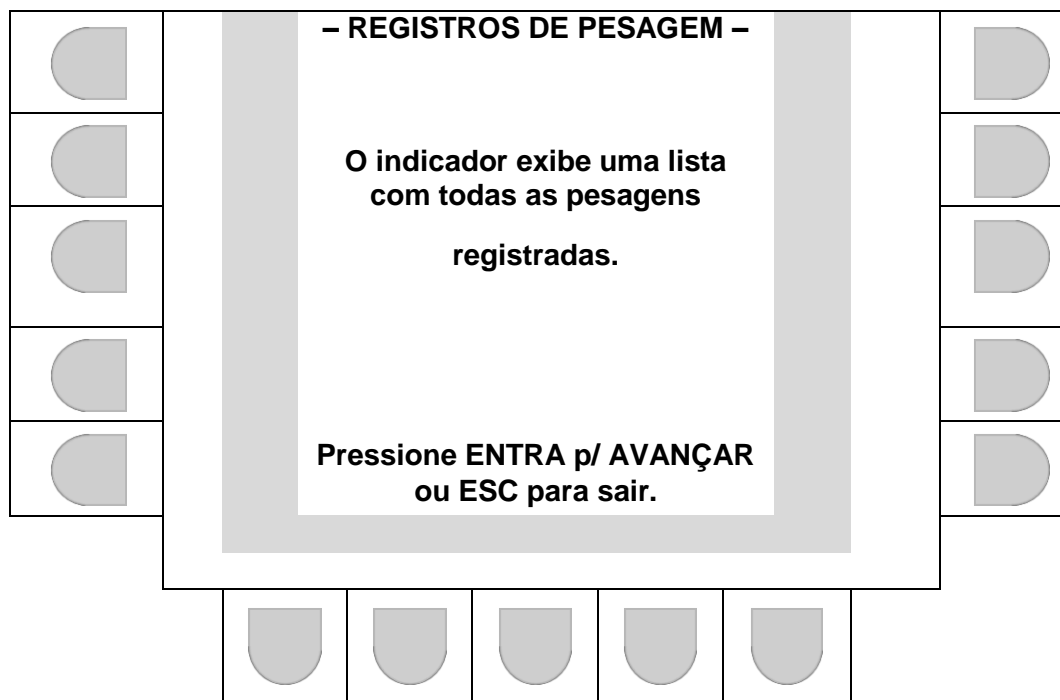 – REGISTROS DE PESAGEM –
O indicador exibe uma lista
com todas as pesagens
registradas.
Pressione ENTRA p/ AVANÇAR
ou ESC para sair.